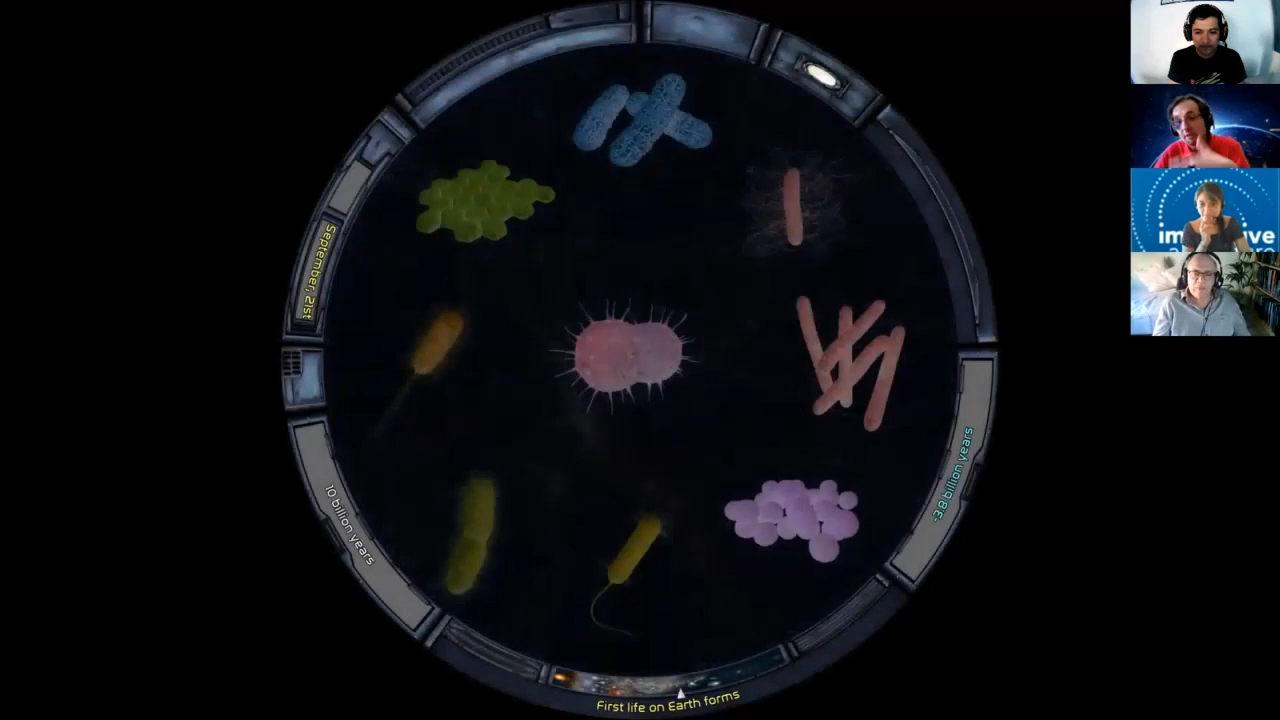 September, 21st
10 billion years
-3.8 billion years
First life on Earth forms